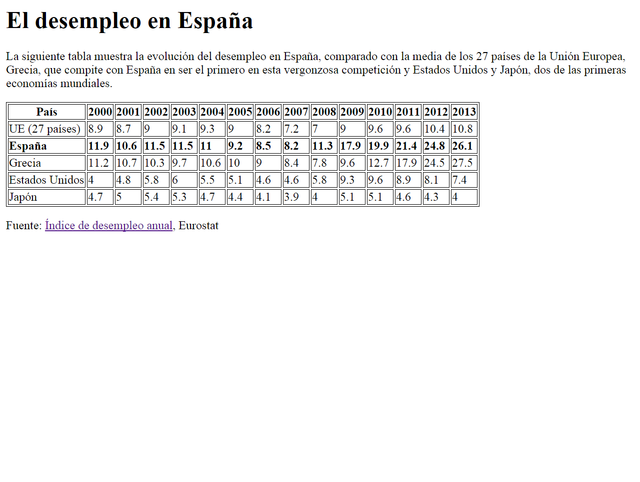 El desempleo en España
La siguiente tabla muestra la evolución del desempleo en España, comparado con la media de los 27 países de la Unión Europea,
Grecia, que compite con España en ser el primero en esta vergonzosa competición y Estados Unidos y Japón, dos de las primeras
economías mundiales.
País 2000 2001 2002 2003 2004 2005 2006 2007 2008 2009 2010 2011 2012 2013
UE (27 países) 8.9 8.7 9 9.1 9.3 9 8.2 7.2 7 9 9.6 9.6 10.4 10.8
España 11.9 10.6 11.5 11.5 11 9.2 8.5 8.2 11.3 17.9 19.9 21.4 24.8 26.1
Grecia 11.2 10.7 10.3 9.7 10.6 10 9 8.4 7.8 9.6 12.7 17.9 24.5 27.5
Estados Unidos 4 4.8 5.8 6 5.5 5.1 4.6 4.6 5.8 9.3 9.6 8.9 8.1 7.4
Japón 4.7 5 5.4 5.3 4.7 4.4 4.1 3.9 4 5.1 5.1 4.6 4.3 4
Fuente: Índice de desempleo anual, Eurostat